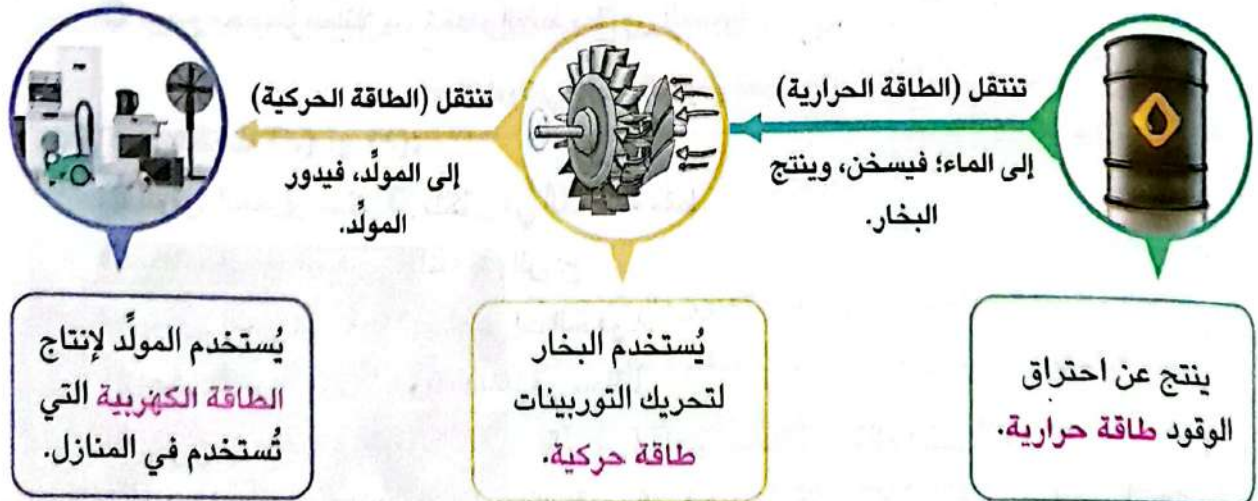 تنتقل (الطاقة الحرارية)
إلى الماء؛ فيسخن، وينتج
البخار.
تنتقل (الطاقة الحركية)
إلى المولِّد، فيدور
المولِّد.
ينتج عن احتراق
الوقود طاقة حرارية.
يُستخدم البخار
لتحريك التوربينات
طاقة حركية.
يُستخدم المولِّد لإنتاج
الطاقة الكهربية التي
تُستخدم في المنازل.